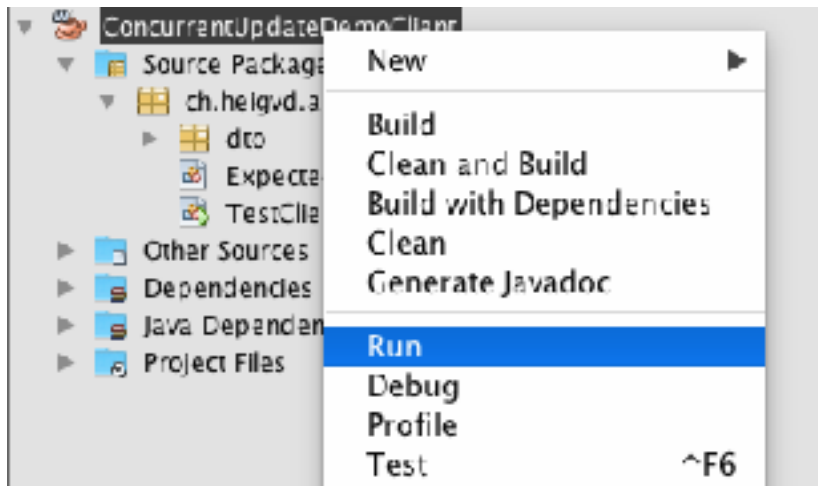 ConcurrentUpdateDemoClient
Source Package
ch.heigvd.a
dto
Expecte
TestClie
Other Sources
Dependencies
Java Dependen
Project Files
New
Build
Clean and Build
Build with Dependencies
Clean
Generate Javadoc
Run
Debug
Profile
Test ^F6